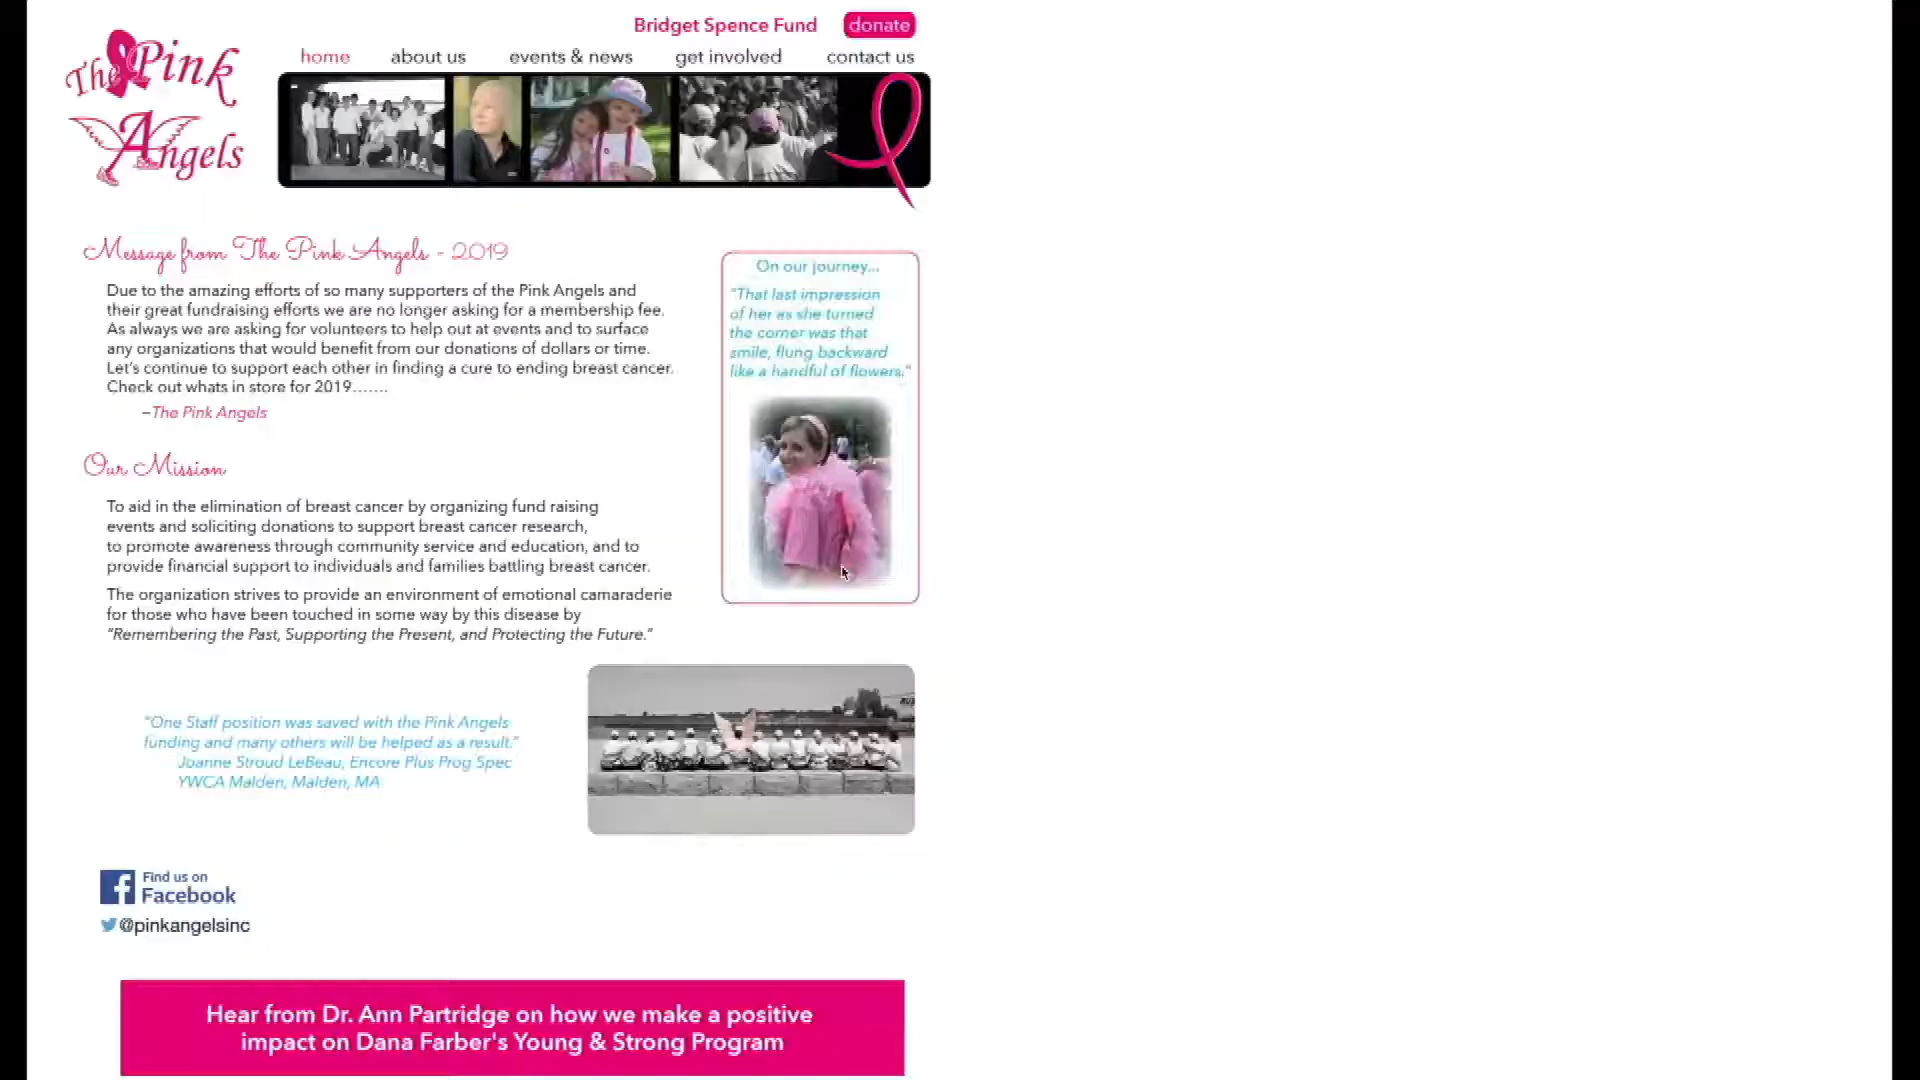 Bridget Spence Fund donate
The Pink
Angels
home about us events & news get involved contact us
Message from The Pink Angels - 2019
Due to the amazing efforts of so many supporters of the Pink Angels and
their great fundraising efforts we are no longer asking for a membership fee.
As always we are asking for volunteers to help out at events and to surface
any organizations that would benefit from our donations of dollars or time.
Let's continue to support each other in finding a cure to ending breast cancer.
Check out whats in store for 2019.......
–The Pink Angels
On our journey...
"That last impression
of her as she turned
the corner was that
smile, flung backward
like a handful of flowers."
Our Mission
To aid in the elimination of breast cancer by organizing fund raising
events and soliciting donations to support breast cancer research,
to promote awareness through community service and education, and to
provide financial support to individuals and families battling breast cancer.
The organization strives to provide an environment of emotional camaraderie
for those who have been touched in some way by this disease by
"Remembering the Past, Supporting the Present, and Protecting the Future."
"One Staff position was saved with the Pink Angels
funding and many others will be helped as a result."
Joanne Stroud LeBeau, Encore Plus Prog Spec
YWCA Malden, Malden, MA
Find us on
Facebook
@pinkangelsinc
Hear from Dr. Ann Partridge on how we make a positive
impact on Dana Farber's Young & Strong Program